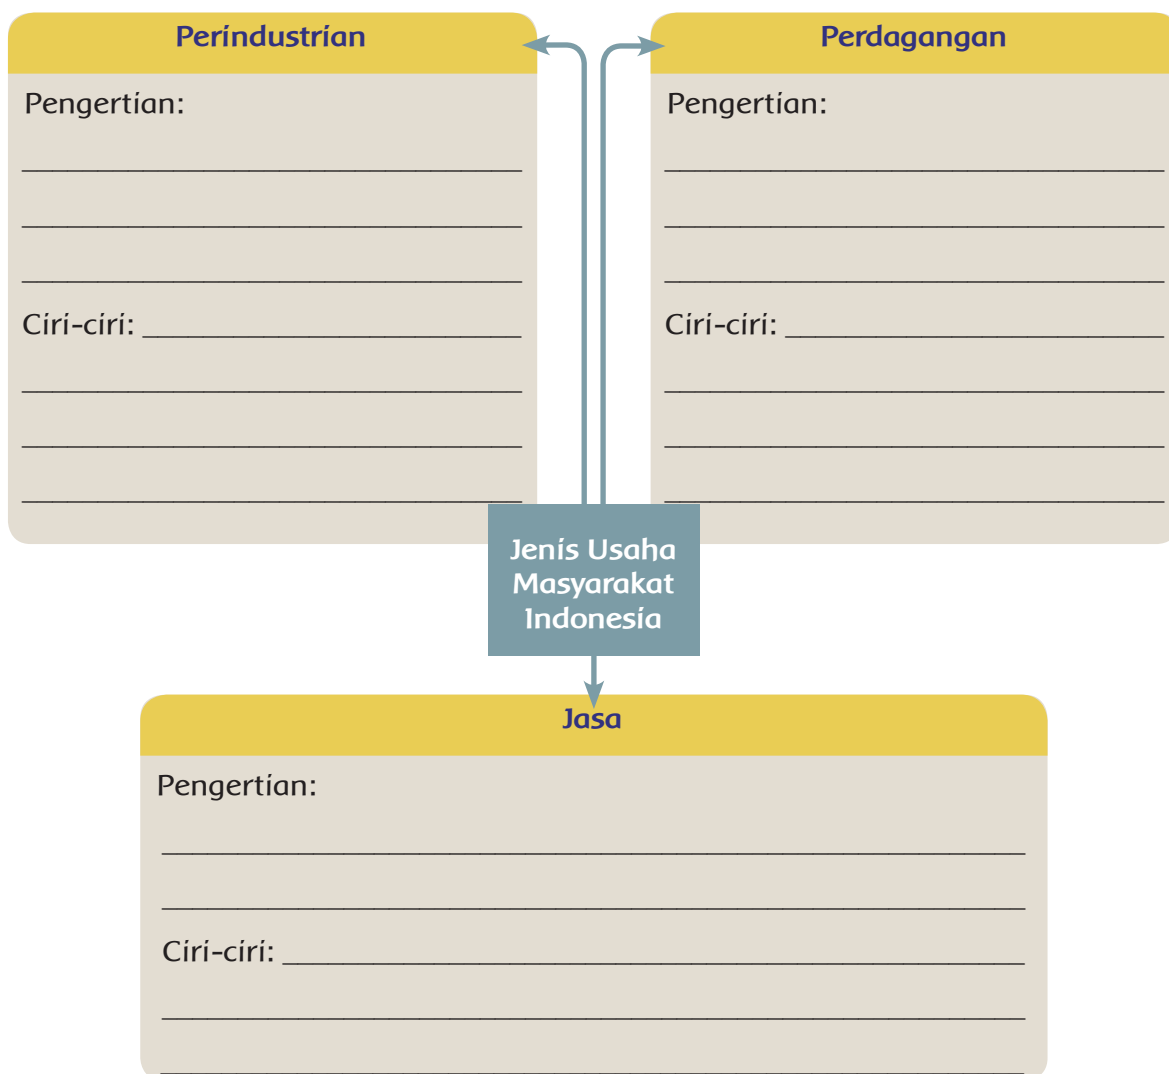 Perindustrian
Pengertian:
Ciri-ciri:
Perdagangan
Pengertian:
Ciri-ciri:
Jenis Usaha
Masyarakat
Indonesia
Jasa
Pengertian:
Ciri-ciri: